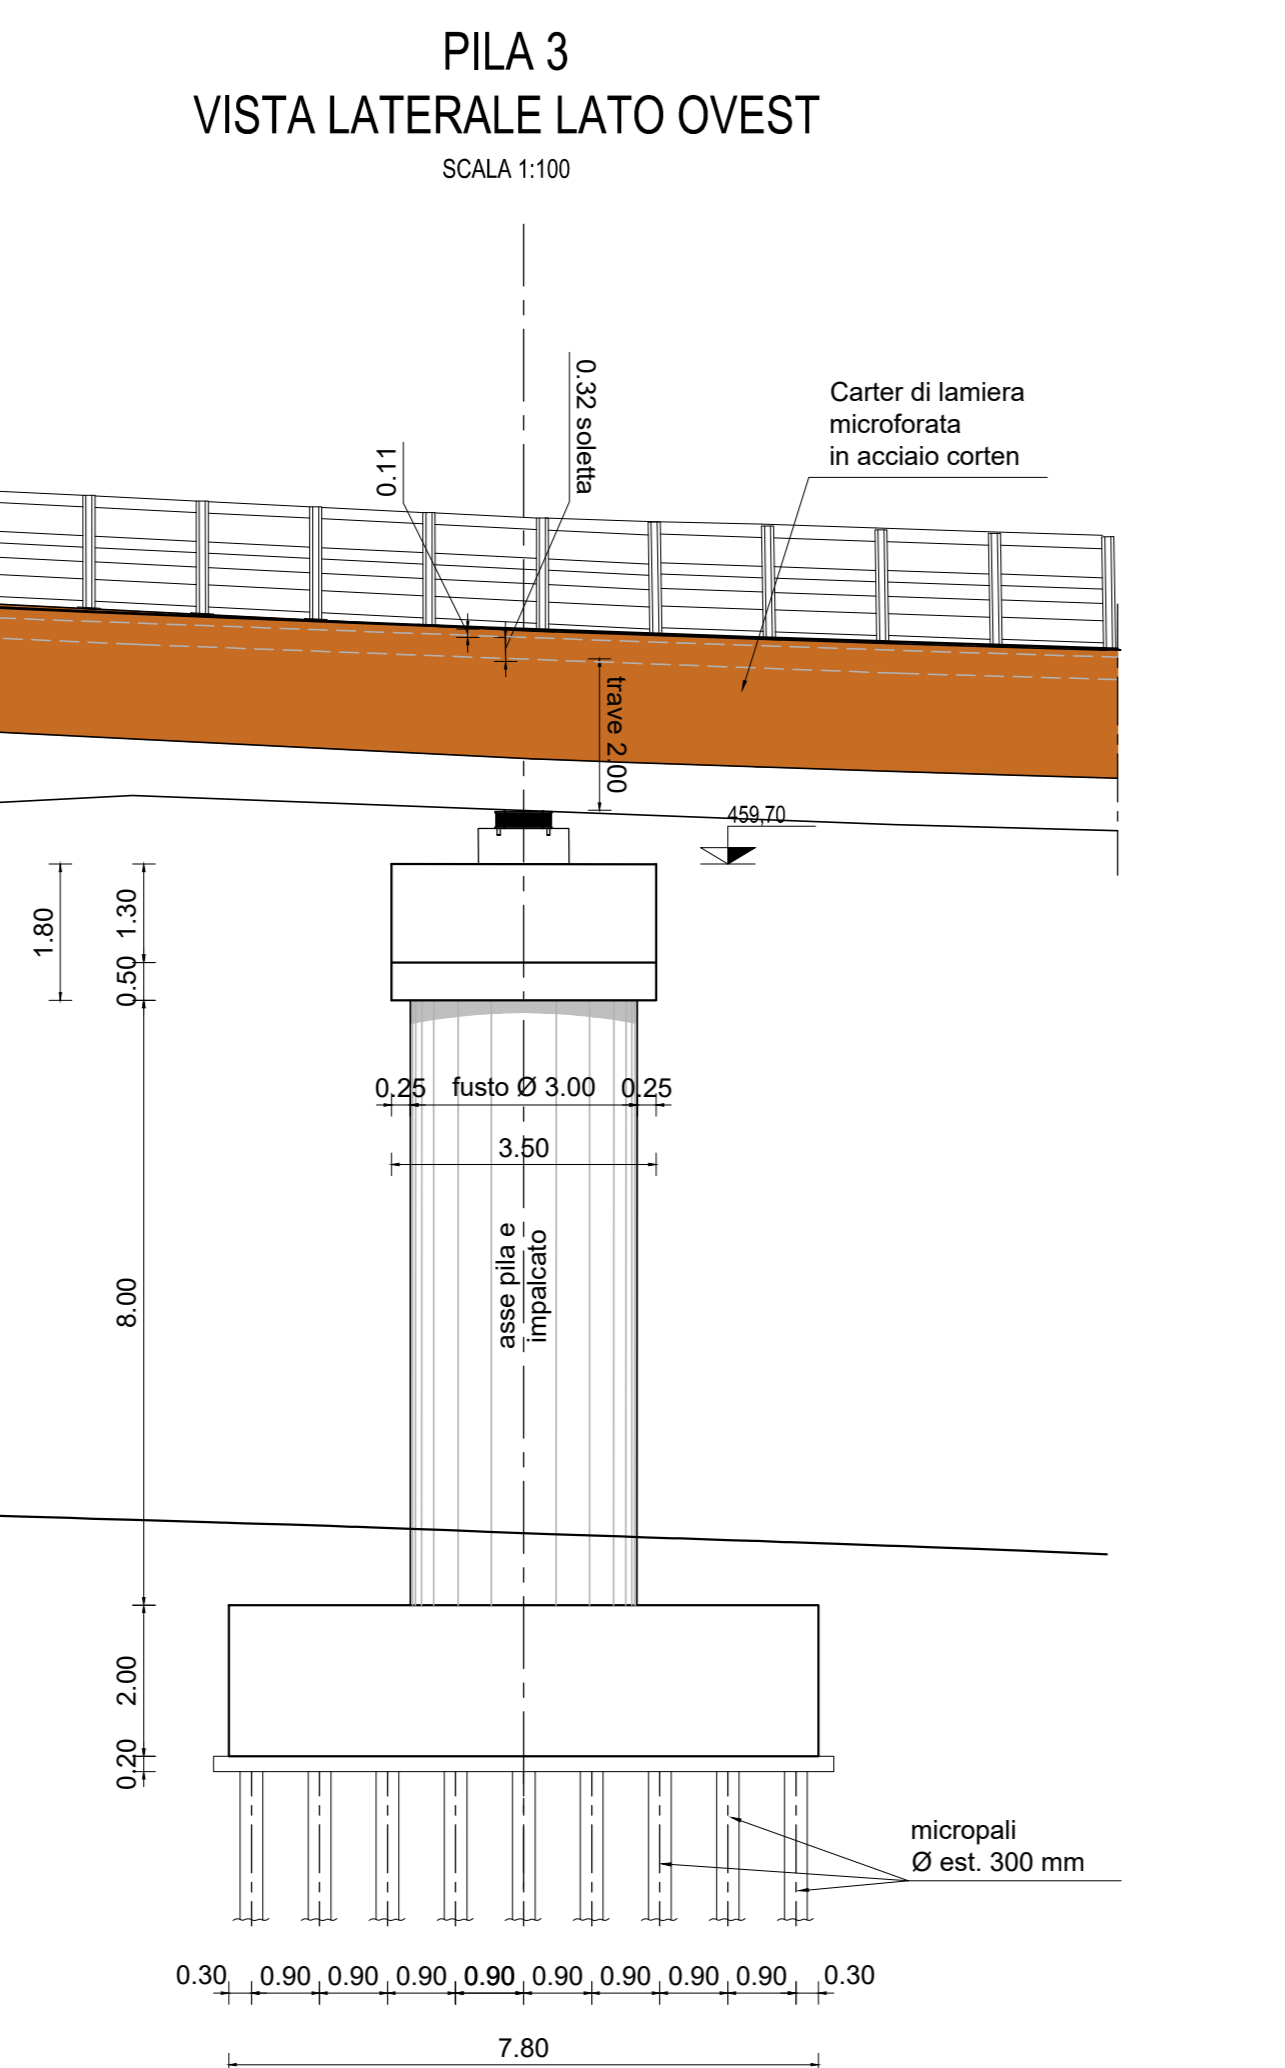 PILA 3
VISTA LATERALE LATO OVEST
SCALA 1:100
0.32 soletta
0.11
Carter di lamiera
microforata
in acciaio corten
trave 2.00
459,70
1.80
1.30
0.50
0.25
fusto Ø 3.00
0.25
3.50
asse pila e
impalcato
8.00
2.00
0.20
micropali
Ø est. 300 mm
0.30 0.90 0.90 0.90 0.90 0.90 0.90 0.90 0.90 0.30
7.80